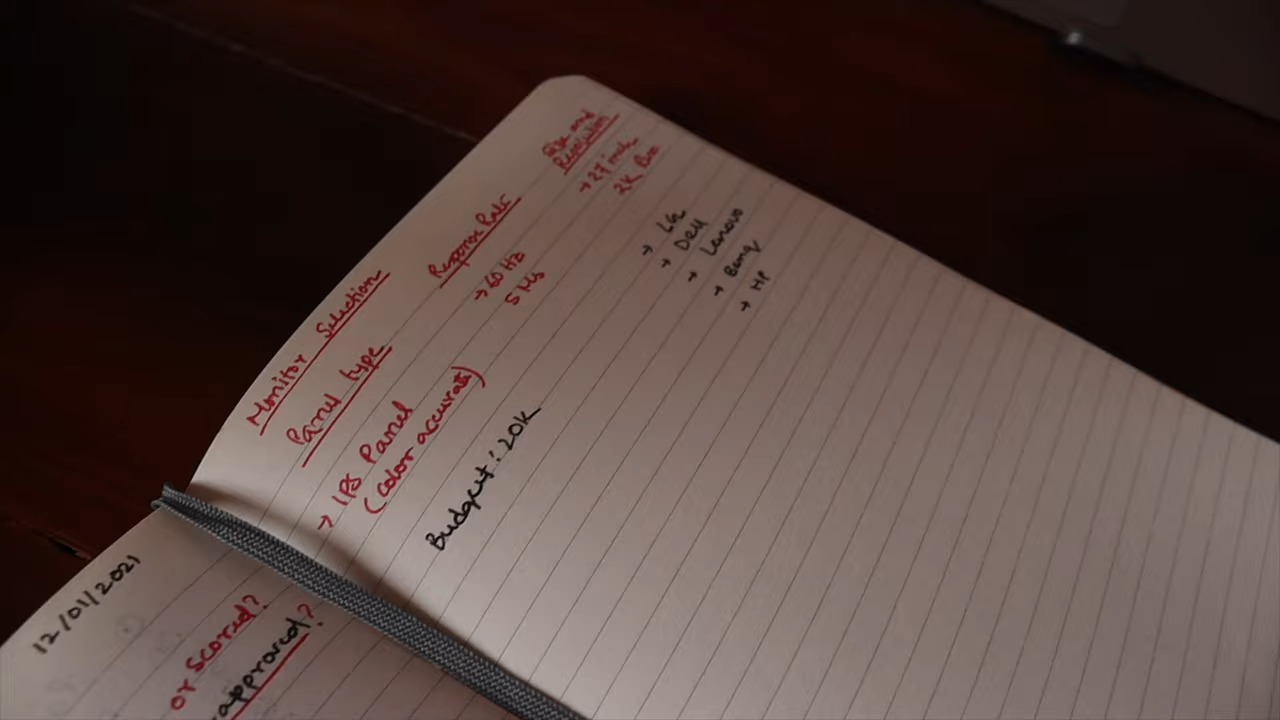 Monitor Selection
Panel type
→ IPS Panel
(color accurate)
Response Rate
→ 60 Hz
5 Ms
Size and
Resolution
→ 27 inch
2K
Budget : 20K
→ LG
→ Dell
→ Lenovo
→ Benq
→ HP
12/01/2021
or scored?
approved?